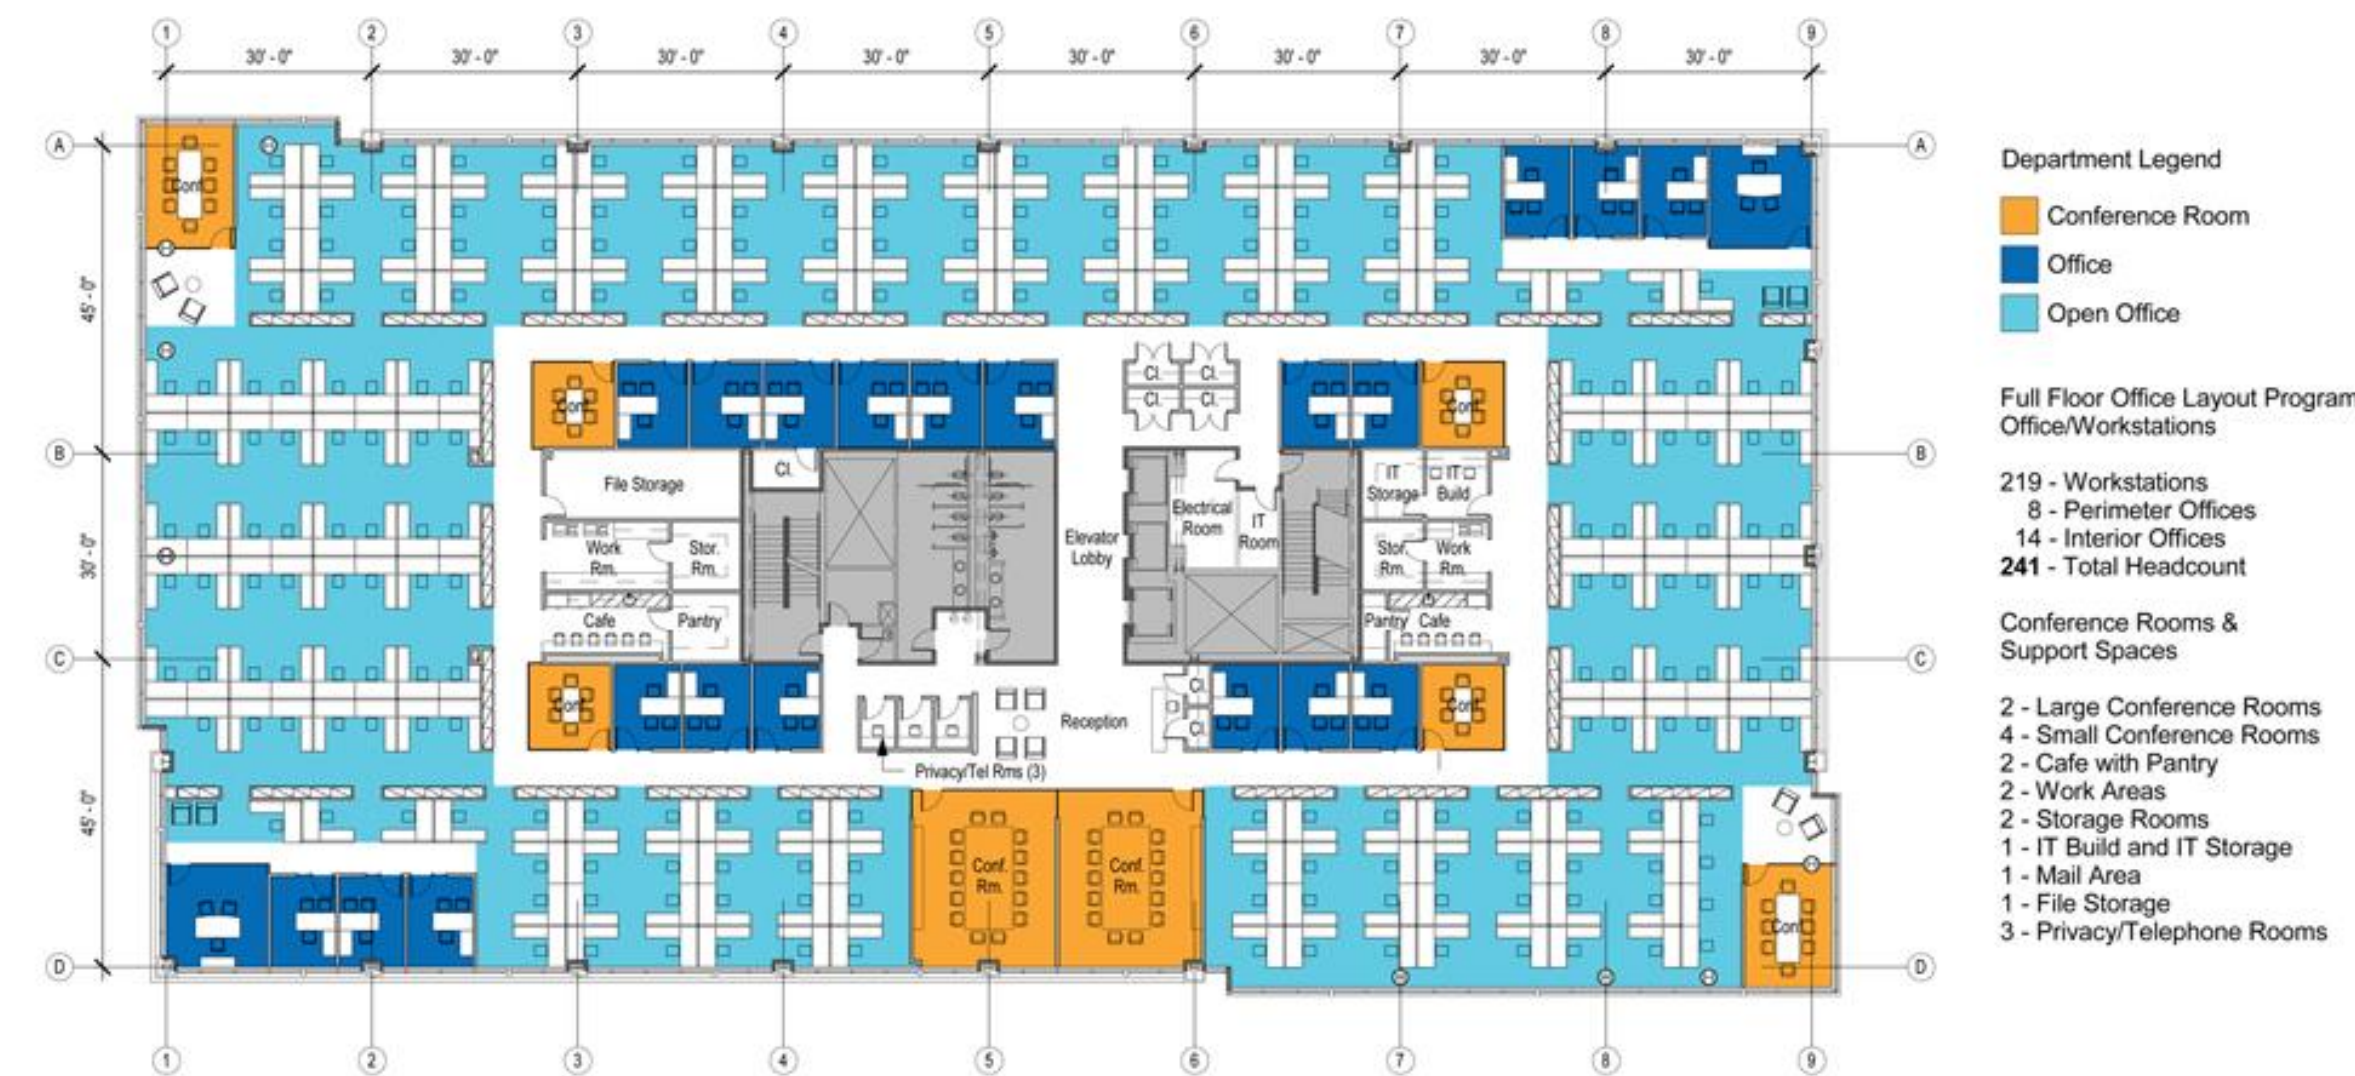 1 2 3 4 5 6 7 8 9
30' - 0" 30' - 0" 30' - 0" 30' - 0" 30' - 0" 30' - 0" 30' - 0" 30' - 0"
A A
Conf
45' - 0"
Cl. Cl.
Cl. Cl.
Conf Conf
B B
Cl.
File Storage
IT Storage
IT Build
Electrical Room
IT Room
Elevator Lobby
30' - 0"
Work Rm.
Stor. Rm.
Stor. Rm.
Work Rm.
Cafe
Pantry
Pantry
Cafe
C C
Conf
Cl
Conf
Reception
Cl
Privacy/Tel Rms (3)
45' - 0"
Conf. Rm.
Conf. Rm.
Conf
D D
1 2 3 4 5 6 7 8 9
Department Legend
Conference Room
Office
Open Office
Full Floor Office Layout Program
Office/Workstations
219 - Workstations
8 - Perimeter Offices
14 - Interior Offices
241 - Total Headcount
Conference Rooms &
Support Spaces
2 - Large Conference Rooms
4 - Small Conference Rooms
2 - Cafe with Pantry
2 - Work Areas
2 - Storage Rooms
1 - IT Build and IT Storage
1 - Mail Area
1 - File Storage
3 - Privacy/Telephone Rooms